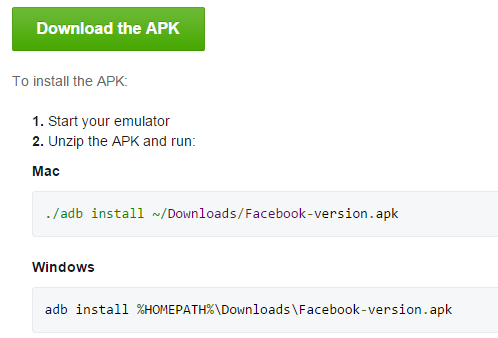 Download the APK
To install the APK:
1. Start your emulator
2. Unzip the APK and run:
Mac
./adb install ~/Downloads/Facebook-version.apk
Windows
adb install %HOMEPATH%\Downloads\Facebook-version.apk